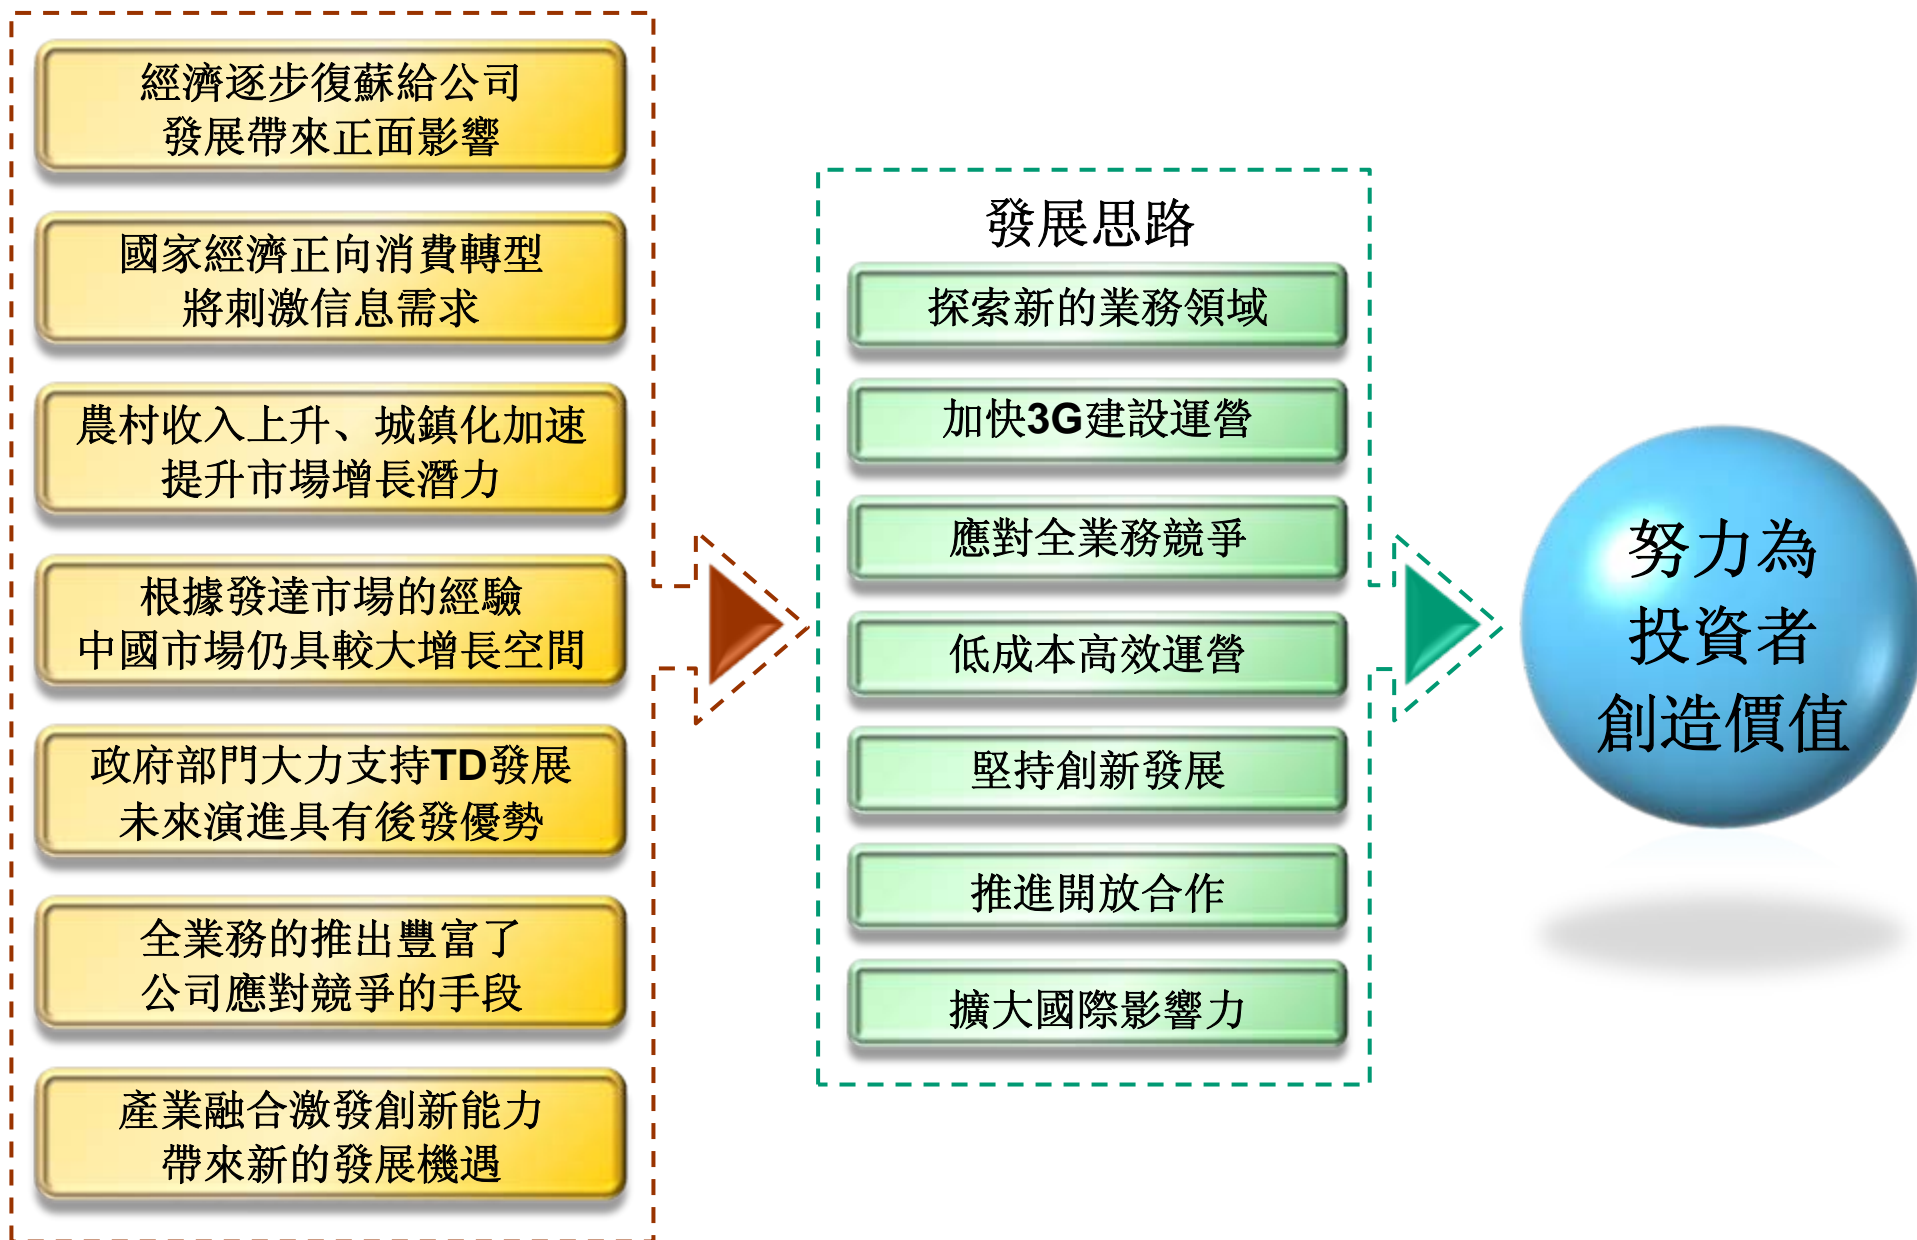 經濟逐步復蘇給公司
發展帶來正面影響
國家經濟正向消費轉型
將刺激信息需求
農村收入上升、城鎮化加速
提升市場增長潛力
根據發達市場的經驗
中國市場仍具較大增長空間
政府部門大力支持TD發展
未來演進具有後發優勢
全業務的推出豐富了
公司應對競爭的手段
產業融合激發創新能力
帶來新的發展機遇
發展思路
探索新的業務領域
加快3G建設運營
應對全業務競爭
低成本高效運營
堅持創新發展
推進開放合作
擴大國際影響力
努力為
投資者
創造價值